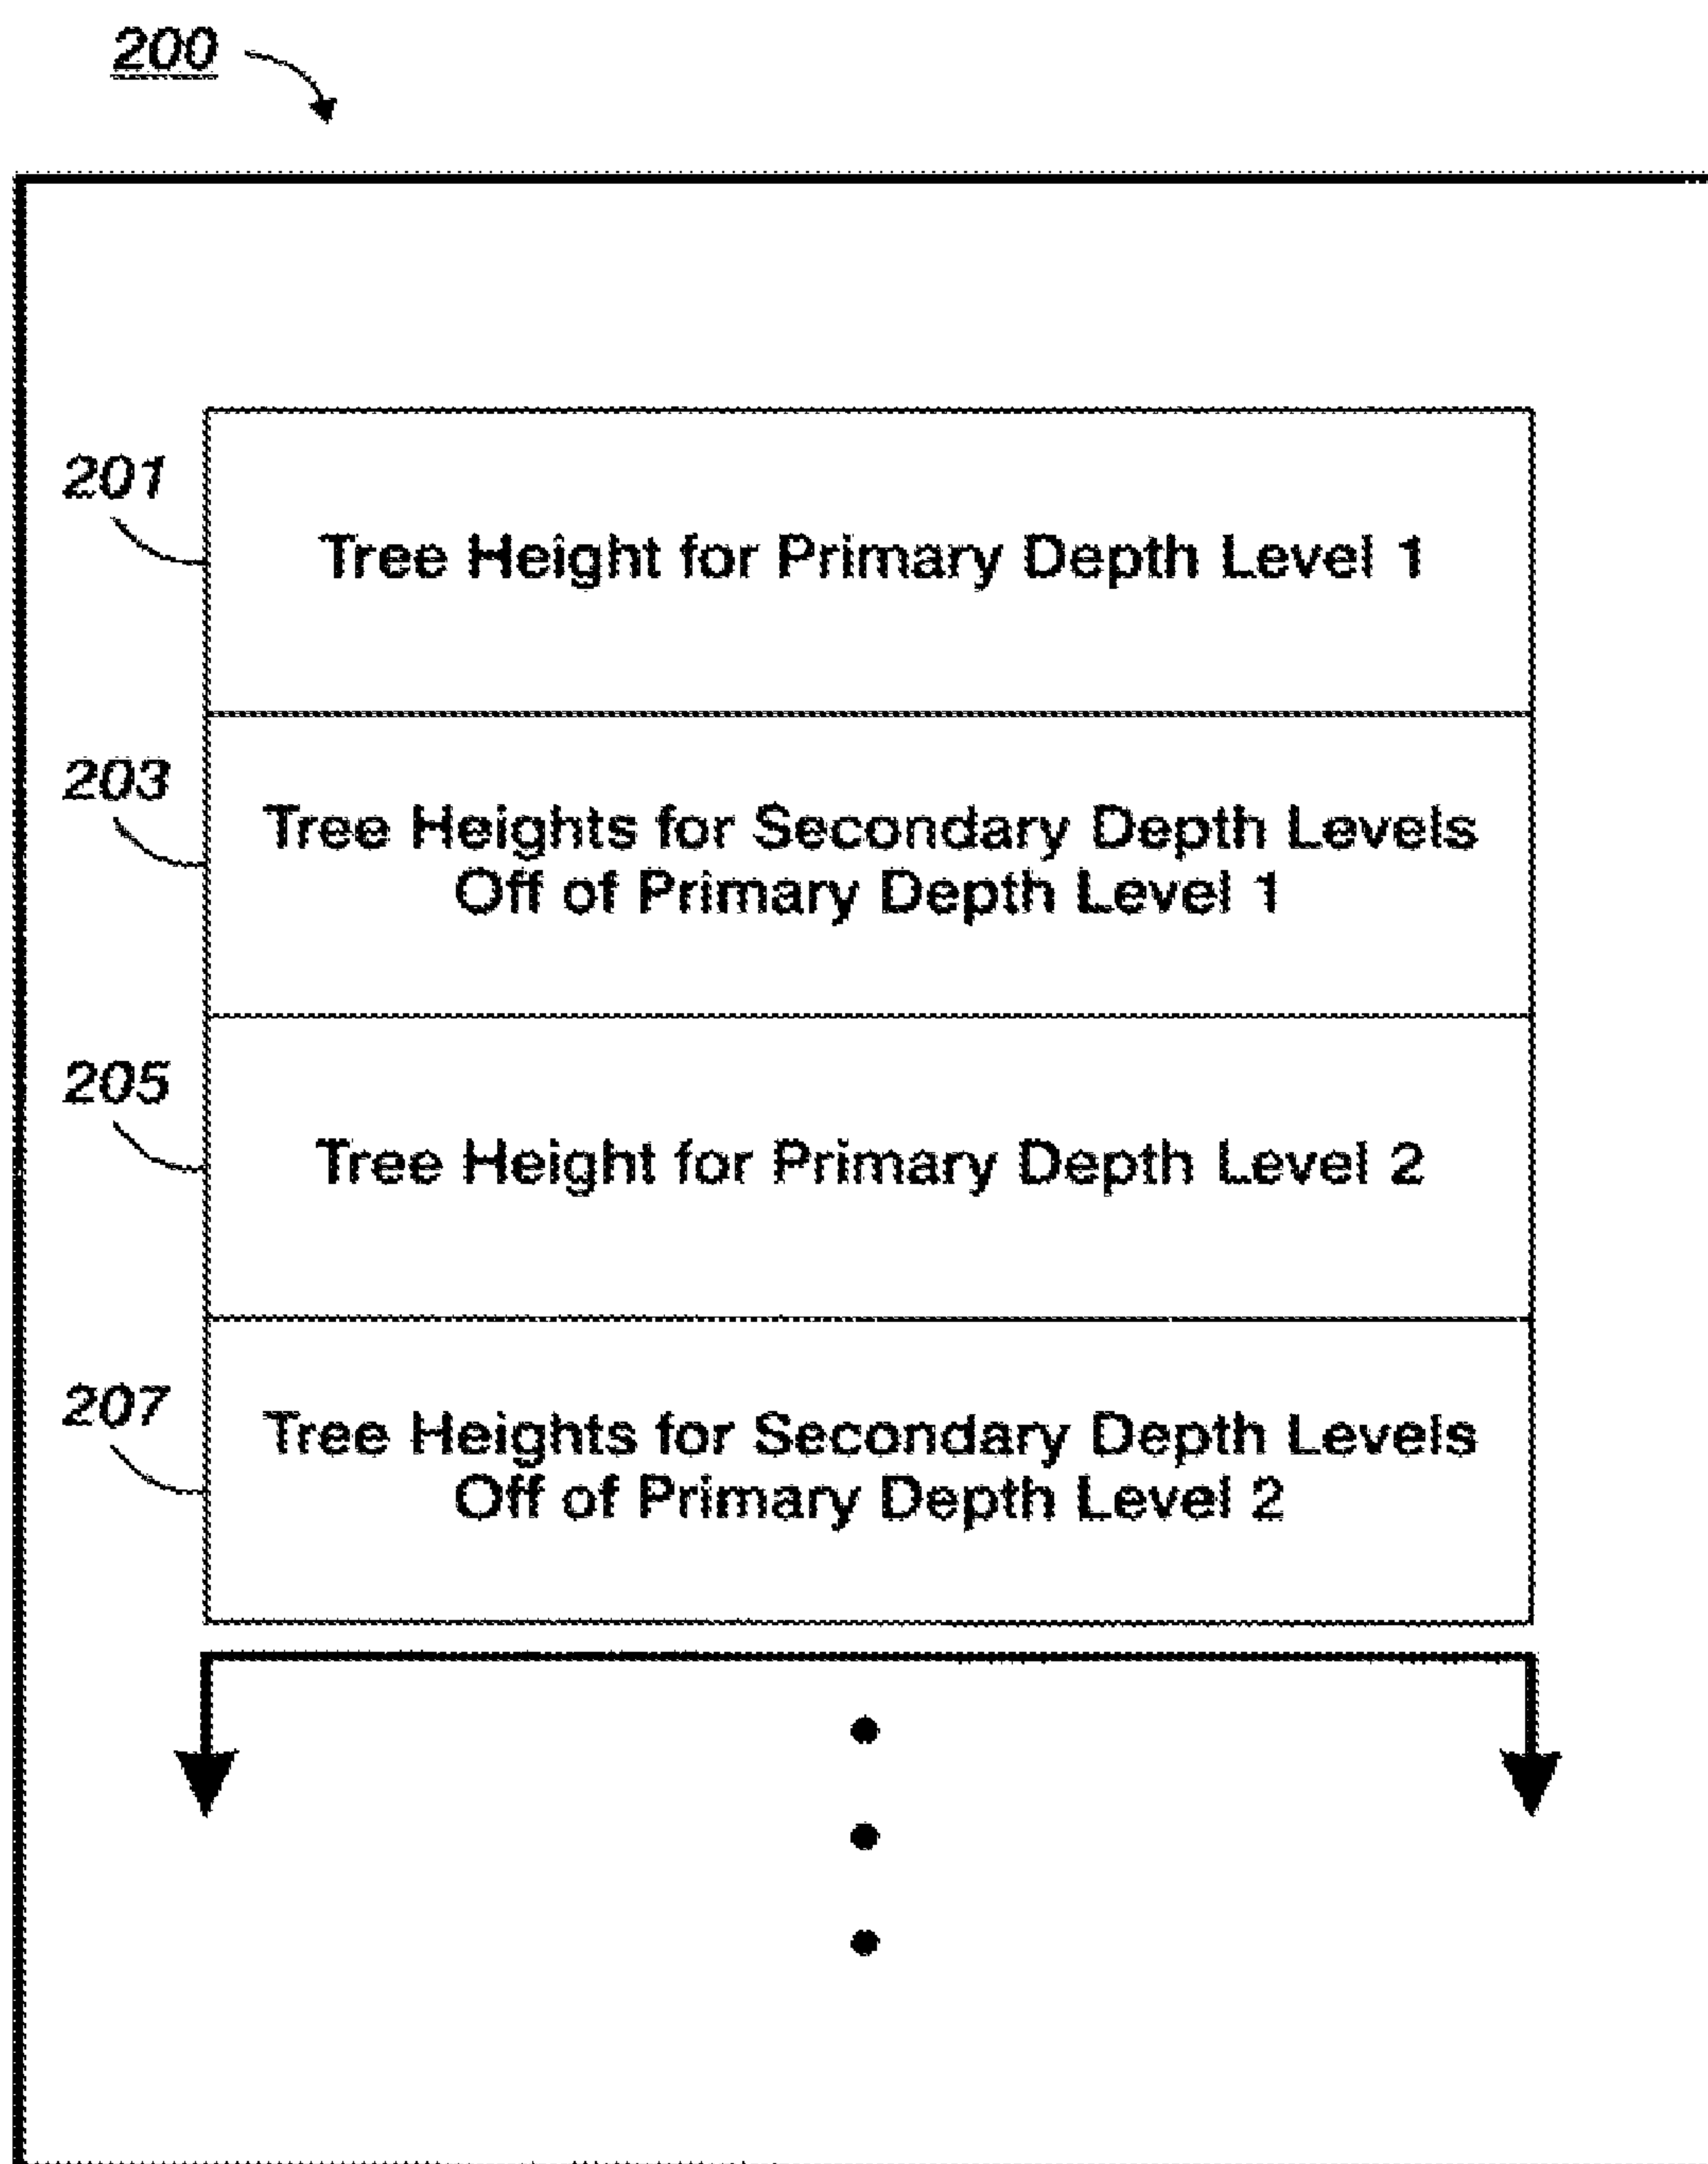 200
201
Tree Height for Primary Depth Level 1
203
Tree Heights for Secondary Depth Levels
Off of Primary Depth Level 1
205
Tree Height for Primary Depth Level 2
207
Tree Heights for Secondary Depth Levels
Off of Primary Depth Level 2